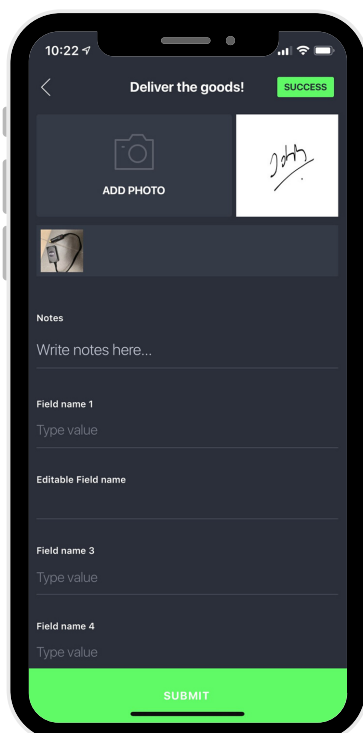 10:22
Deliver the goods!
SUCCESS
ADD PHOTO
John
Notes
Write notes here...
Field name 1
Type value
Editable Field name
Field name 3
Type value
Field name 4
Type value
SUBMIT